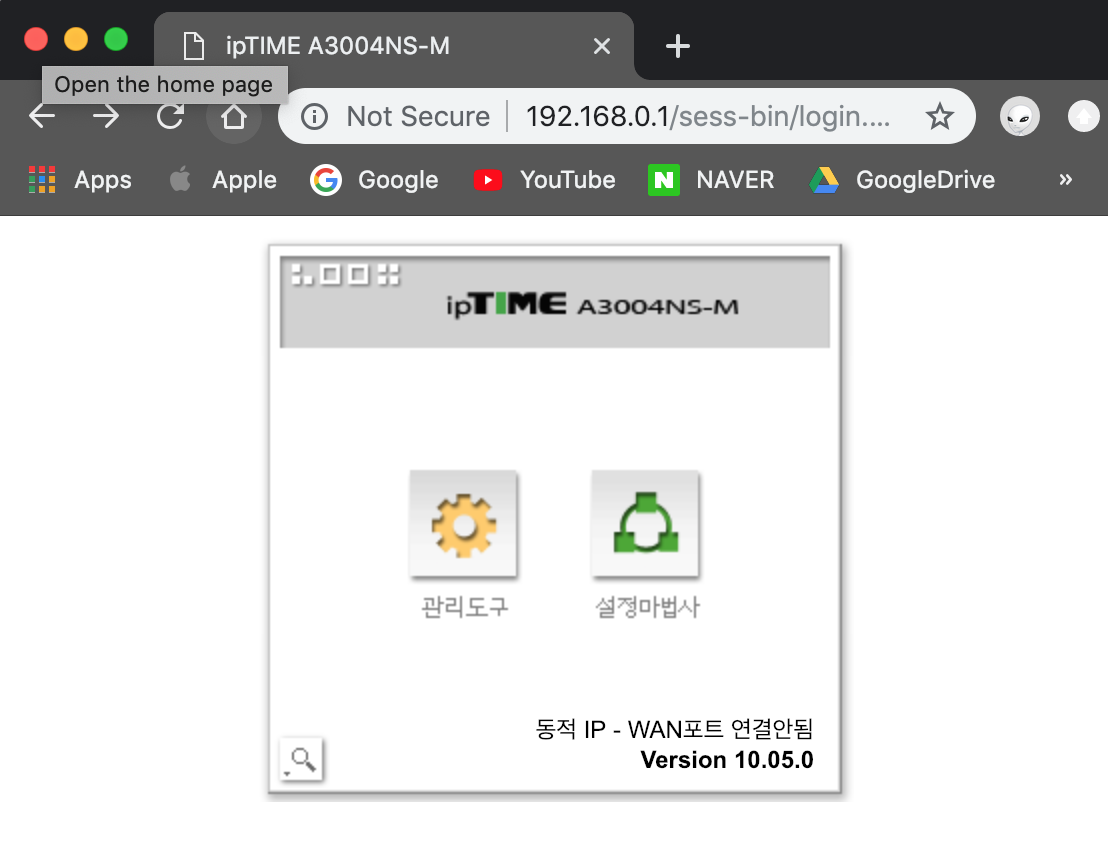 ipTIME A3004NS-M
Open the home page
Not Secure 192.168.0.1/sess-bin/login....
Apps Apple Google YouTube NAVER GoogleDrive »
ipTIME A3004NS-M
관리도구 설정마법사
동적 IP - WAN포트 연결안됨
Version 10.05.0